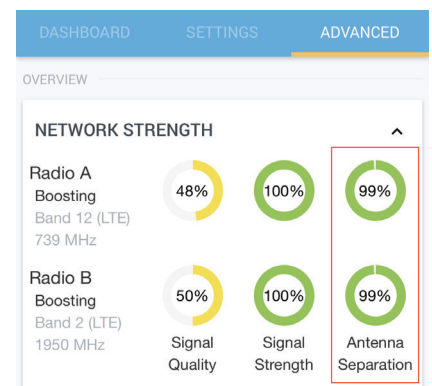 DASHBOARD SETTINGS ADVANCED
OVERVIEW
NETWORK STRENGTH
Radio A
Boosting
Band 12 (LTE)
739 MHz
48% 100% 99%
Radio B
Boosting
Band 2 (LTE)
1950 MHz
50% 100% 99%
Signal Quality
Signal Strength
Antenna Separation